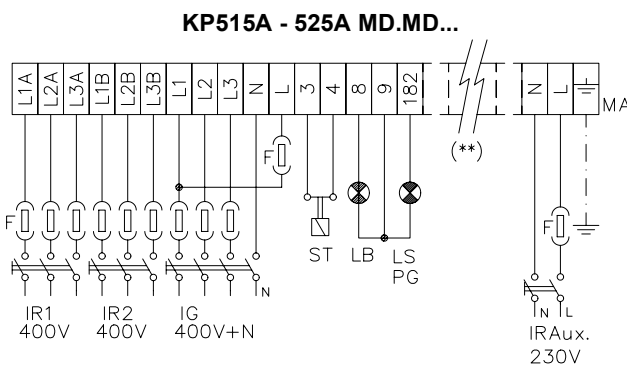 KP515A - 525A MD.MD...
L1A L2A L3A L1B L2B L3B L1 L2 L3 N L 3 4 8 9 182 N L
MA
(**)
F
F
F
ST LB LS
PG
N
N L
IR1 IR2 IG
400V 400V 400V+N
IRAux.
230V